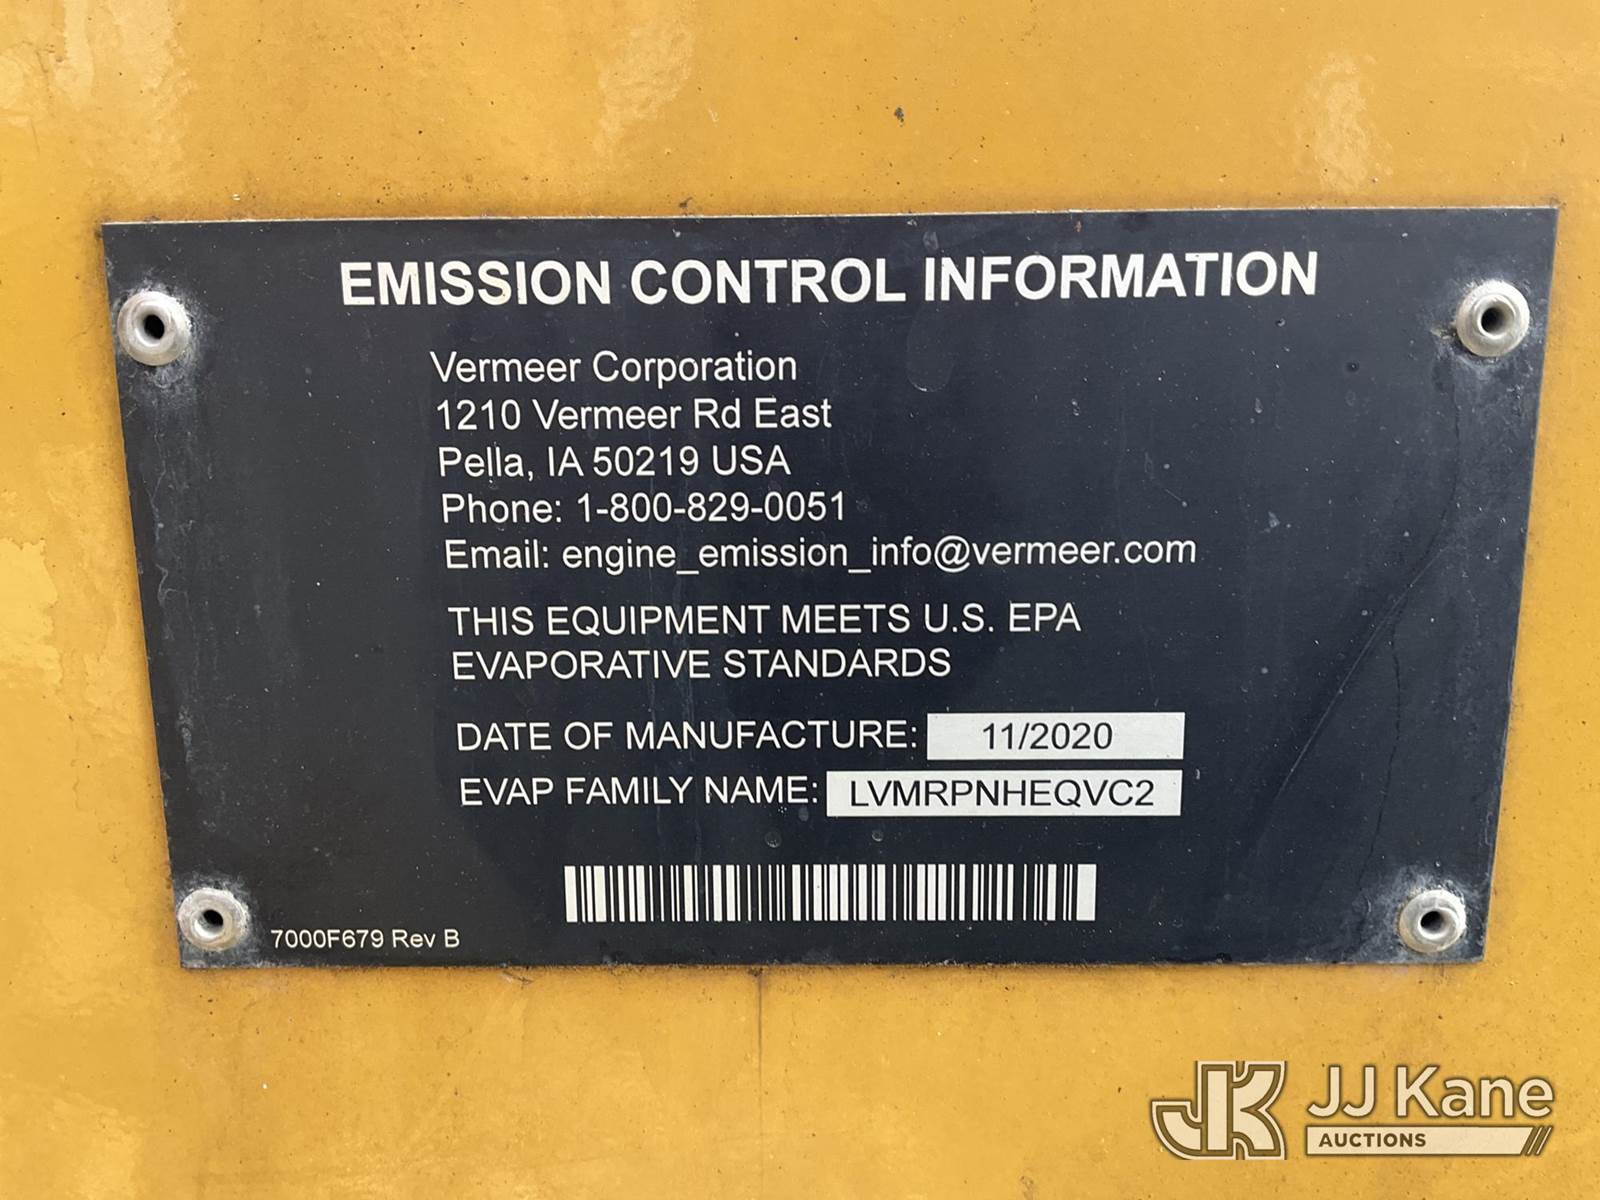 EMISSION CONTROL INFORMATION
Vermeer Corporation
1210 Vermeer Rd East
Pella, IA 50219 USA
Phone: 1-800-829-0051
Email: engine_emission_info@vermeer.com
THIS EQUIPMENT MEETS U.S. EPA
EVAPORATIVE STANDARDS
DATE OF MANUFACTURE: 11/2020
EVAP FAMILY NAME: LVMRPNHEQVC2
7000F679 Rev B
JK JJ Kane
AUCTIONS